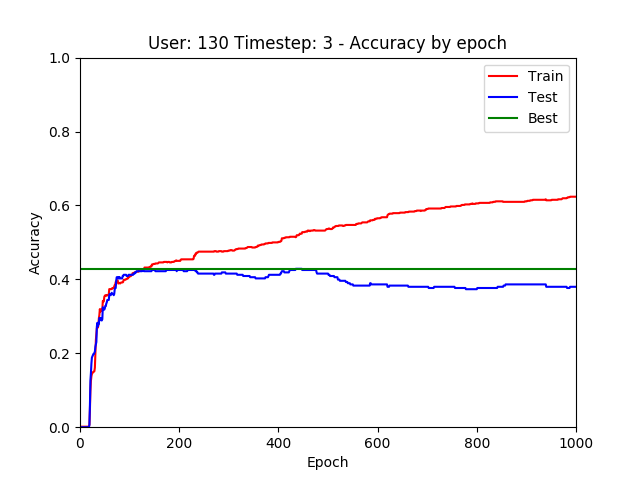 User: 130 Timestep: 3 - Accuracy by epoch
1.0
0.8
0.6
0.4
0.2
0.0
Accuracy
Train
Test
Best
0 200 400 600 800 1000
Epoch